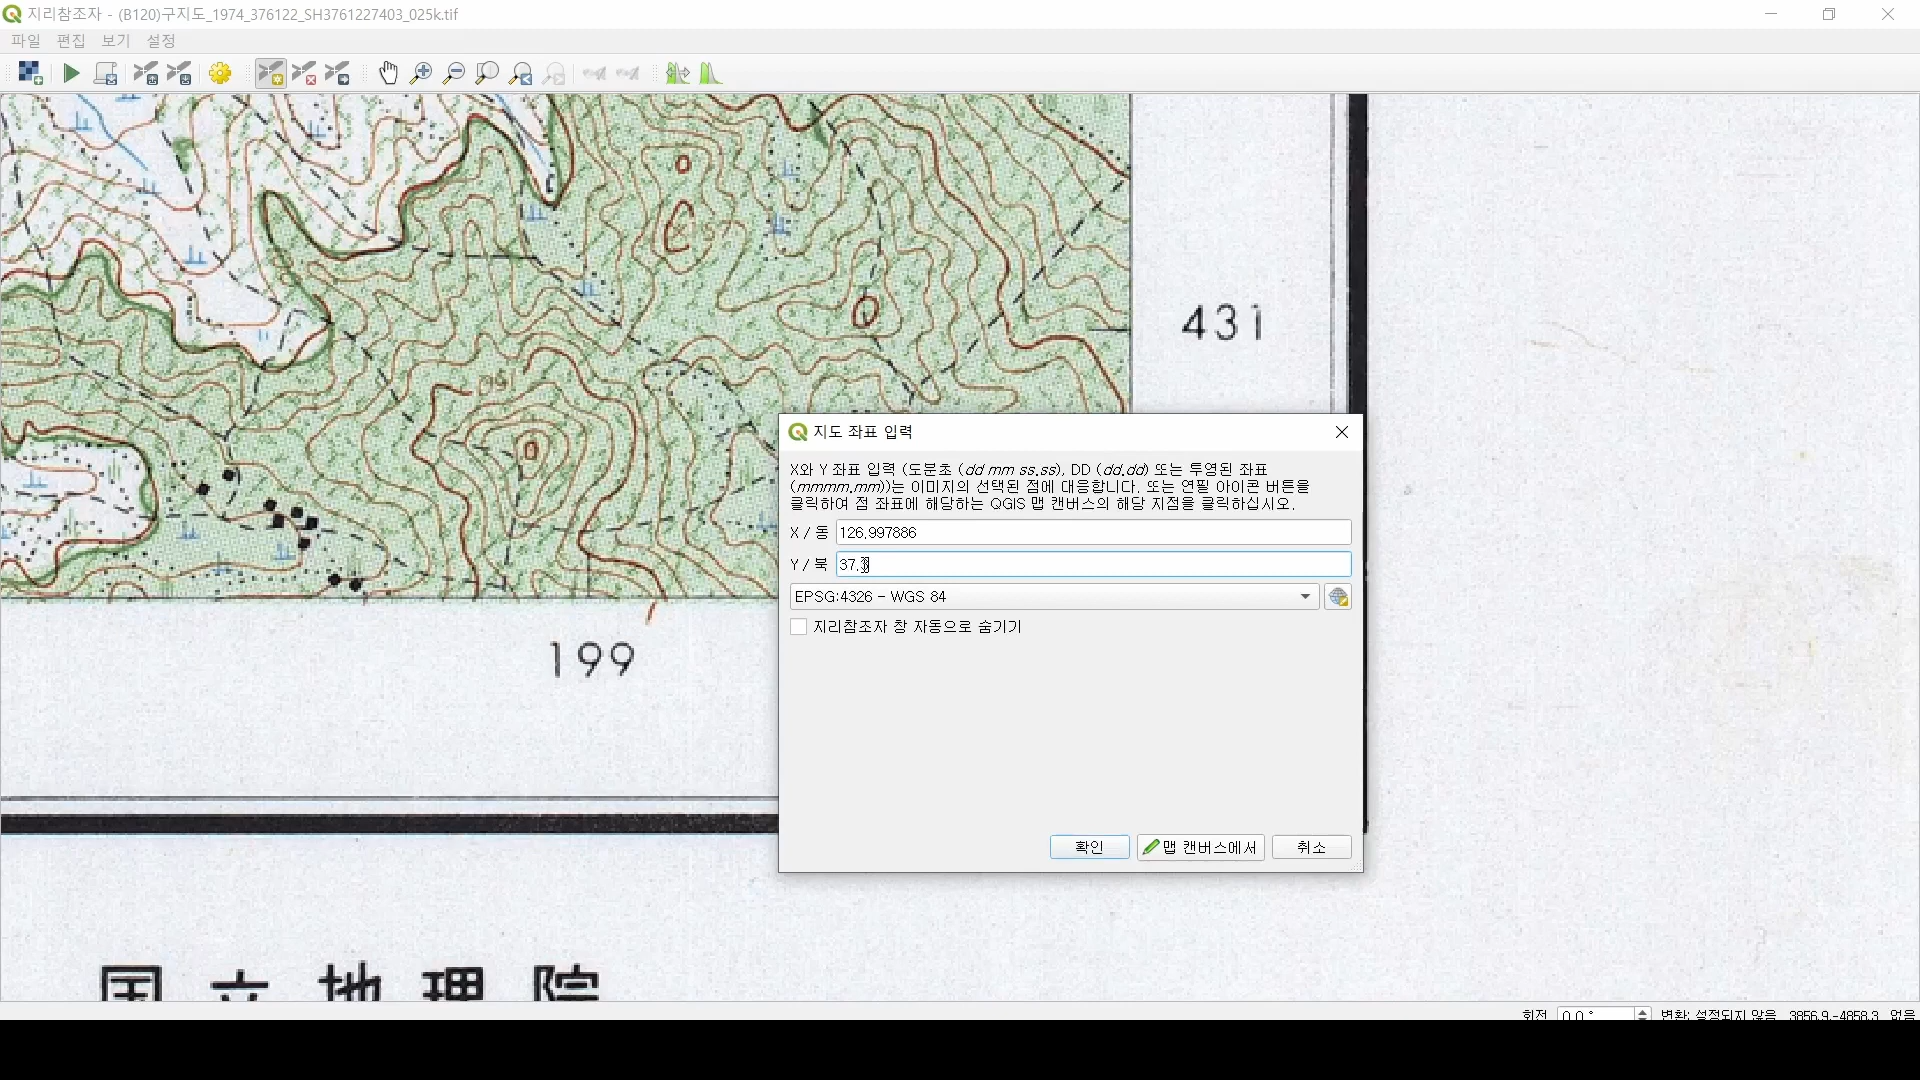 지리참조자 - (B120)구지도_1974_376122_SH3761227403_025k.tif
파일 편집 보기 설정
157
431
199
지도 좌표 입력
X와 Y 좌표 입력 (도분초 (dd mm ss.ss), DD (dd.dd) 또는 투영된 좌표
(mmmm.mm))는 이미지의 선택된 점에 대응합니다. 또는 연필 아이콘 버튼을
클릭하여 점 좌표에 해당하는 QGIS 맵 캔버스의 해당 지점을 클릭하십시오.
X / 동 126.997886
Y / 북 37.3
EPSG:4326 - WGS 84
지리참조자 창 자동으로 숨기기
확인 맵 캔버스에서 취소
国立地理院
회전 0.0 ° 변환: 설정되지 않음 3856.9,-4858.3 없음